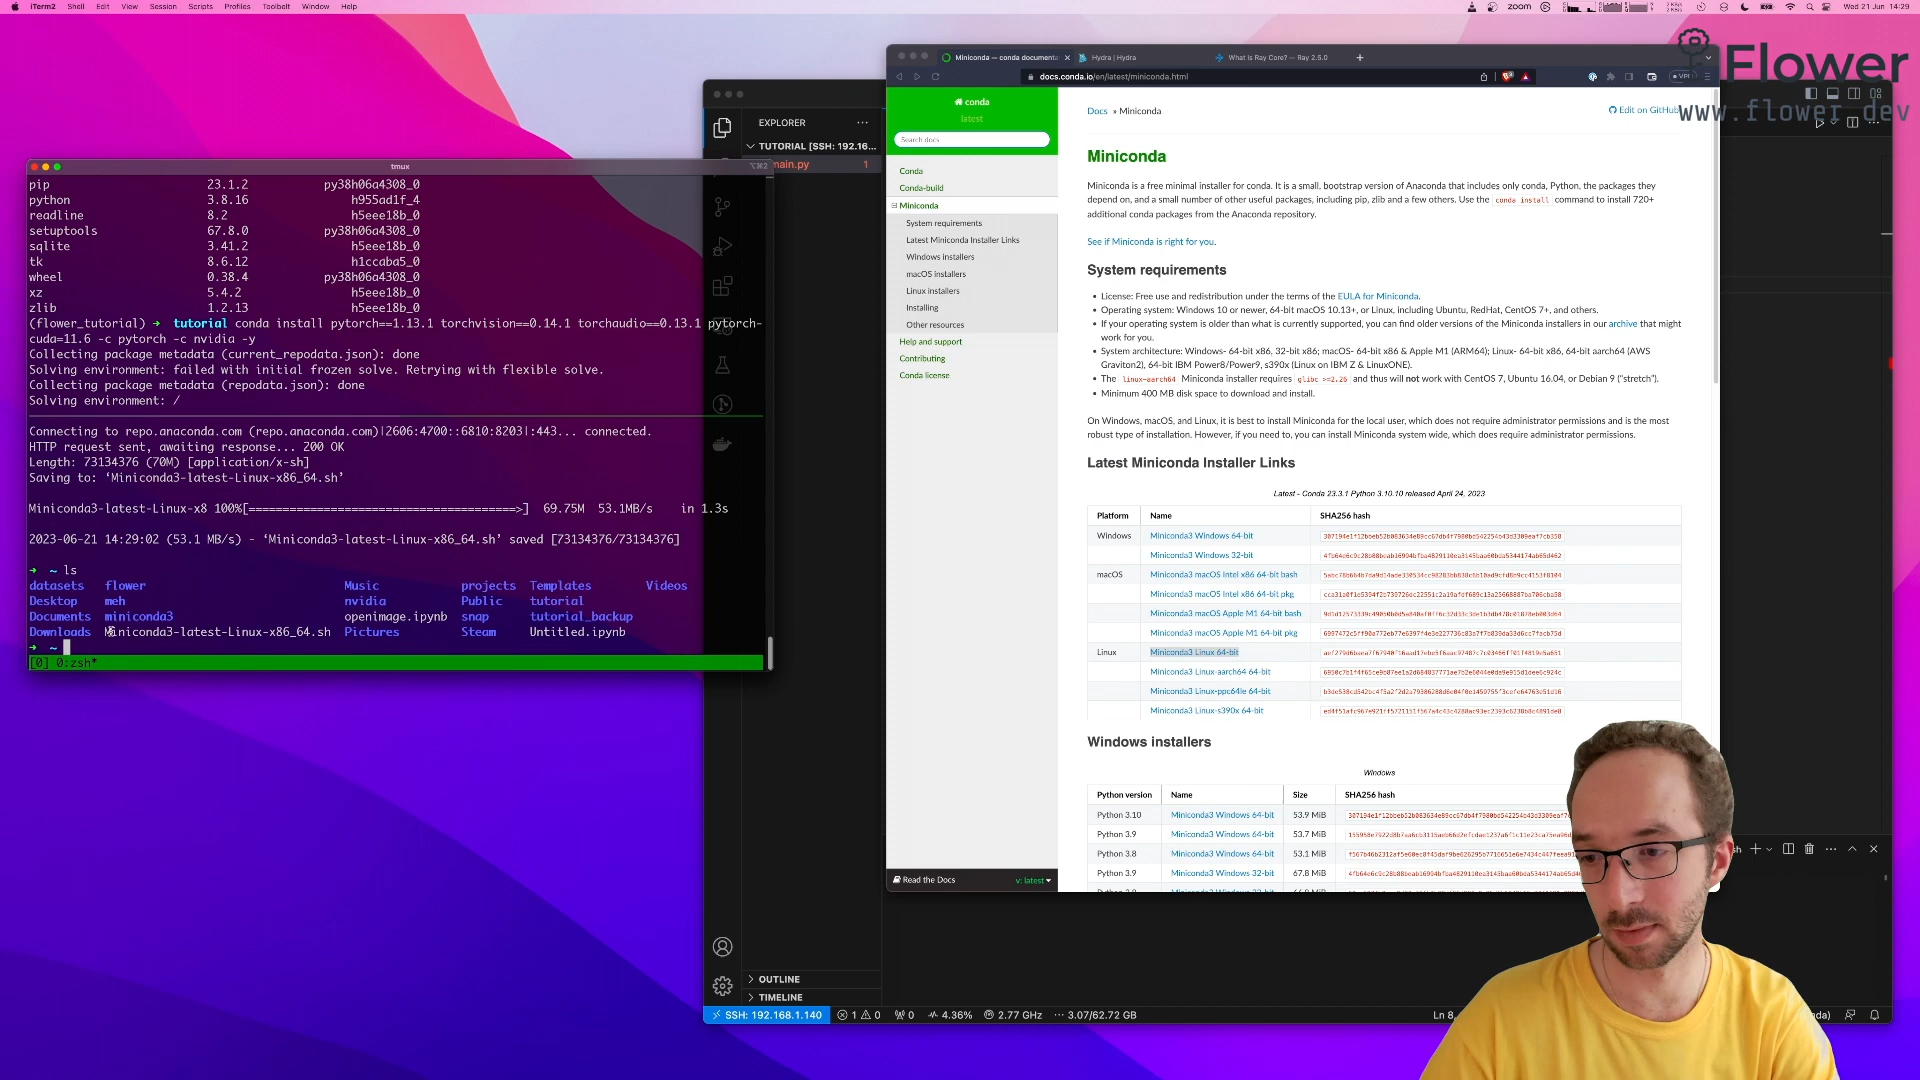 iTerm2 Shell Edit View Session Scripts Profiles Toolbelt Window Help
zoom
Wed 21 Jun 14:29
Flower
www.flower.dev
tmux
⌥⌘2
pip 23.1.2 py38h06a4308_0
python 3.8.16 h955ad1f_4
readline 8.2 h5eee18b_0
setuptools 67.8.0 py38h06a4308_0
sqlite 3.41.2 h5eee18b_0
tk 8.6.12 h1ccaba5_0
wheel 0.38.4 py38h06a4308_0
xz 5.4.2 h5eee18b_0
zlib 1.2.13 h5eee18b_0
(flower_tutorial) → tutorial conda install pytorch==1.13.1 torchvision==0.14.1 torchaudio==0.13.1 pytorch-
cuda=11.6 -c pytorch -c nvidia -y
Collecting package metadata (current_repodata.json): done
Solving environment: failed with initial frozen solve. Retrying with flexible solve.
Collecting package metadata (repodata.json): done
Solving environment: /
Connecting to repo.anaconda.com (repo.anaconda.com)|2606:4700::6810:8203|:443... connected.
HTTP request sent, awaiting response... 200 OK
Length: 73134376 (70M) [application/x-sh]
Saving to: ‘Miniconda3-latest-Linux-x86_64.sh’
Miniconda3-latest-Linux-x8 100%[=====================================>] 69.75M 53.1MB/s in 1.3s
2023-06-21 14:29:02 (53.1 MB/s) - ‘Miniconda3-latest-Linux-x86_64.sh’ saved [73134376/73134376]
→ ~ ls
datasets flower Music projects Templates Videos
Desktop meh nvidia Public tutorial
Documents miniconda3 openimage.ipynb snap tutorial_backup
Downloads Miniconda3-latest-Linux-x86_64.sh Pictures Steam Untitled.ipynb
→ ~
[0] 0:zsh*
EXPLORER
TUTORIAL [SSH: 192.16...
main.py 1
OUTLINE
TIMELINE
SSH: 192.168.1.140 1 0 0 4.36% 2.77 GHz 3.07/62.72 GB
Ln 8,
Miniconda — conda documenta
Hydra | Hydra
What is Ray Core? — Ray 2.5.0
docs.conda.io/en/latest/miniconda.html
VPN
conda
latest
Search docs
Conda
Conda-build
Miniconda
System requirements
Latest Miniconda Installer Links
Windows installers
macOS installers
Linux installers
Installing
Other resources
Help and support
Contributing
Conda license
Read the Docs v: latest
Docs » Miniconda
Edit on GitHub
Miniconda
Miniconda is a free minimal installer for conda. It is a small, bootstrap version of Anaconda that includes only conda, Python, the packages they
depend on, and a small number of other useful packages, including pip, zlib and a few others. Use the conda install command to install 720+
additional conda packages from the Anaconda repository.
See if Miniconda is right for you.
System requirements
• License: Free use and redistribution under the terms of the EULA for Miniconda.
• Operating system: Windows 10 or newer, 64-bit macOS 10.13+, or Linux, including Ubuntu, RedHat, CentOS 7+, and others.
• If your operating system is older than what is currently supported, you can find older versions of the Miniconda installers in our archive that might
work for you.
• System architecture: Windows- 64-bit x86, 32-bit x86; macOS- 64-bit x86 & Apple M1 (ARM64); Linux- 64-bit x86, 64-bit aarch64 (AWS
Graviton2), 64-bit IBM Power8/Power9, s390x (Linux on IBM Z & LinuxONE).
• The linux-aarch64 Miniconda installer requires glibc >=2.26 and thus will not work with CentOS 7, Ubuntu 16.04, or Debian 9 (“stretch”).
• Minimum 400 MB disk space to download and install.
On Windows, macOS, and Linux, it is best to install Miniconda for the local user, which does not require administrator permissions and is the most
robust type of installation. However, if you need to, you can install Miniconda system wide, which does require administrator permissions.
Latest Miniconda Installer Links
Latest - Conda 23.3.1 Python 3.10.10 released April 24, 2023
Platform Name SHA256 hash
Windows Miniconda3 Windows 64-bit
Miniconda3 Windows 32-bit
macOS Miniconda3 macOS Intel x86 64-bit bash
Miniconda3 macOS Intel x86 64-bit pkg
Miniconda3 macOS Apple M1 64-bit bash
Miniconda3 macOS Apple M1 64-bit pkg
Linux Miniconda3 Linux 64-bit
Miniconda3 Linux-aarch64 64-bit
Miniconda3 Linux-ppc64le 64-bit
Miniconda3 Linux-s390x 64-bit
Windows installers
Windows
Python version Name Size SHA256 hash
Python 3.10 Miniconda3 Windows 64-bit 53.9 MiB
Python 3.9 Miniconda3 Windows 64-bit 53.7 MiB
Python 3.8 Miniconda3 Windows 64-bit 53.1 MiB
Python 3.9 Miniconda3 Windows 32-bit 67.8 MiB